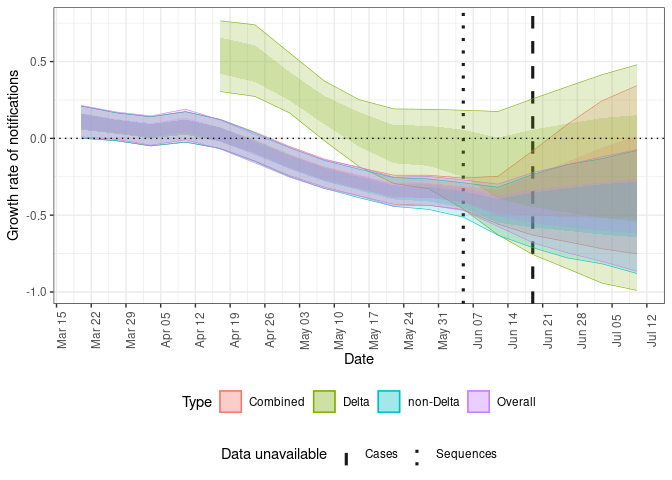 Growth rate of notifications
0.5
0.0
-0.5
-1.0
Mar 15
Mar 22
Mar 29
Apr 05
Apr 12
Apr 19
Apr 26
May 03
May 10
May 17
May 24
May 31
Jun 07
Jun 14
Jun 21
Jun 28
Jul 05
Jul 12
Date
Type Combined Delta non-Delta Overall
Data unavailable Cases Sequences